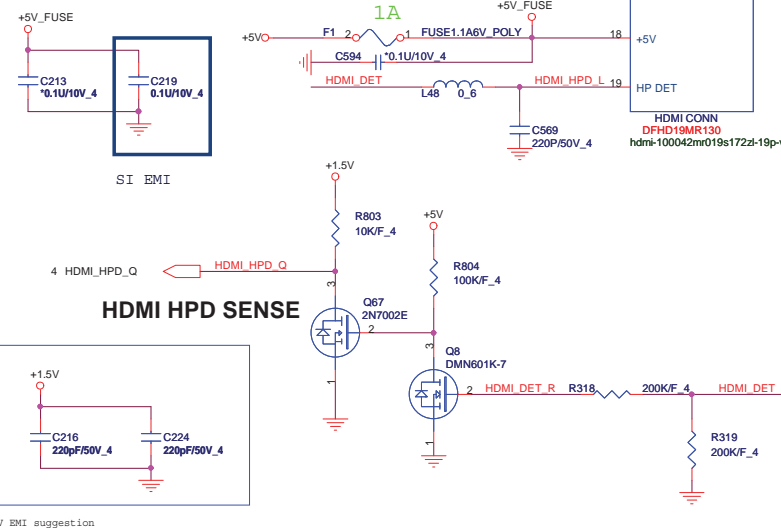 +5V_FUSE
C213
*0.1U/10V_4
C219
0.1U/10V_4
SI EMI
1A
+5V
F1
2
1
FUSE1.1A6V_POLY
+5V_FUSE
C594
*0.1U/10V_4
HDMI_DET
L48
0_6
HDMI_HPD_L
C569
220P/50V_4
18
+5V
19
HP DET
HDMI CONN
DFHD19MR130
+1.5V
R803
10K/F_4
+5V
R804
100K/F_4
4 HDMI_HPD_Q
HDMI_HPD_Q
HDMI HPD SENSE
3
Q67
2N7002E
2
1
3
Q8
DMN601K-7
2
1
HDMI_DET_R
R318
200K/F_4
HDMI_DET
R319
200K/F_4
+1.5V
C216
220pF/50V_4
C224
220pF/50V_4
EMI suggestion